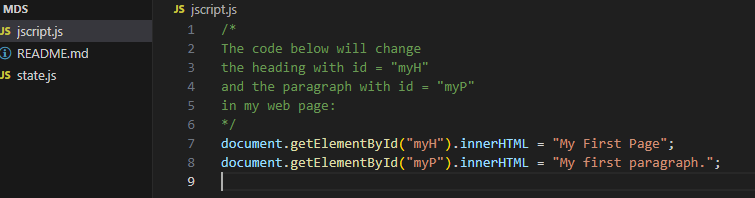 MDS
JS jscript.js
README.md
JS state.js
JS jscript.js
1 /*
2 The code below will change
3 the heading with id = "myH"
4 and the paragraph with id = "myP"
5 in my web page:
6 */
7 document.getElementById("myH").innerHTML = "My First Page";
8 document.getElementById("myP").innerHTML = "My first paragraph.";
9